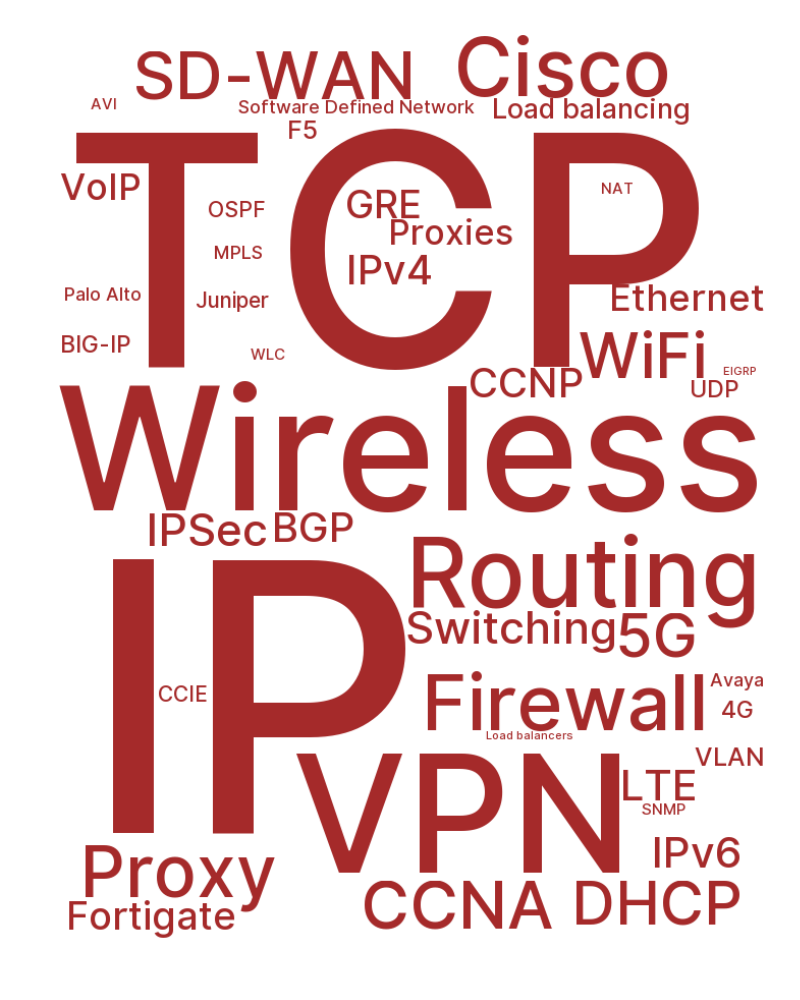 SD-WAN
Cisco
AVI
Software Defined Network
Load balancing
F5
TCP
VoIP
OSPF
GRE
NAT
Proxies
MPLS
IPv4
Palo Alto
Juniper
Ethernet
BIG-IP
WLC
WiFi
EIGRP
CCNP
UDP
Wireless
IPSec
BGP
Routing
IP
Switching
5G
CCIE
Firewall
Avaya
4G
Load balancers
VPN
VLAN
LTE
SNMP
IPv6
Proxy
Fortigate
CCNA
DHCP